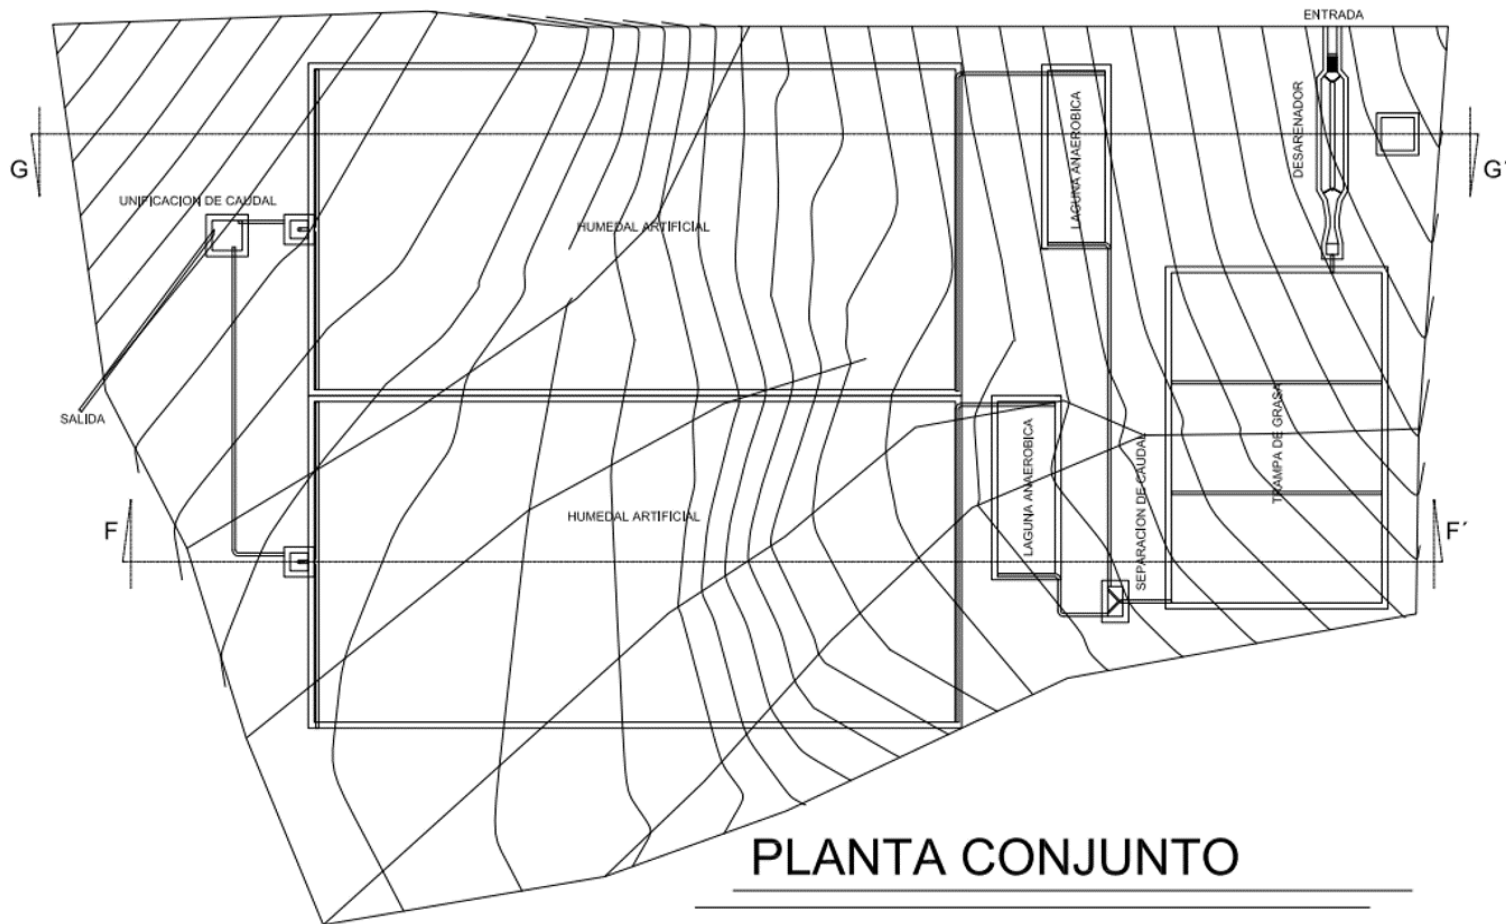 ENTRADA
DESARENADOR
G
G´
LAGUNA ANAEROBICA
UNIFICACION DE CAUDAL
HUMEDAL ARTIFICIAL
SALIDA
TRAMPA DE GRASA
LAGUNA ANAEROBICA
SEPARACION DE CAUDAL
HUMEDAL ARTIFICIAL
F
F´
PLANTA CONJUNTO